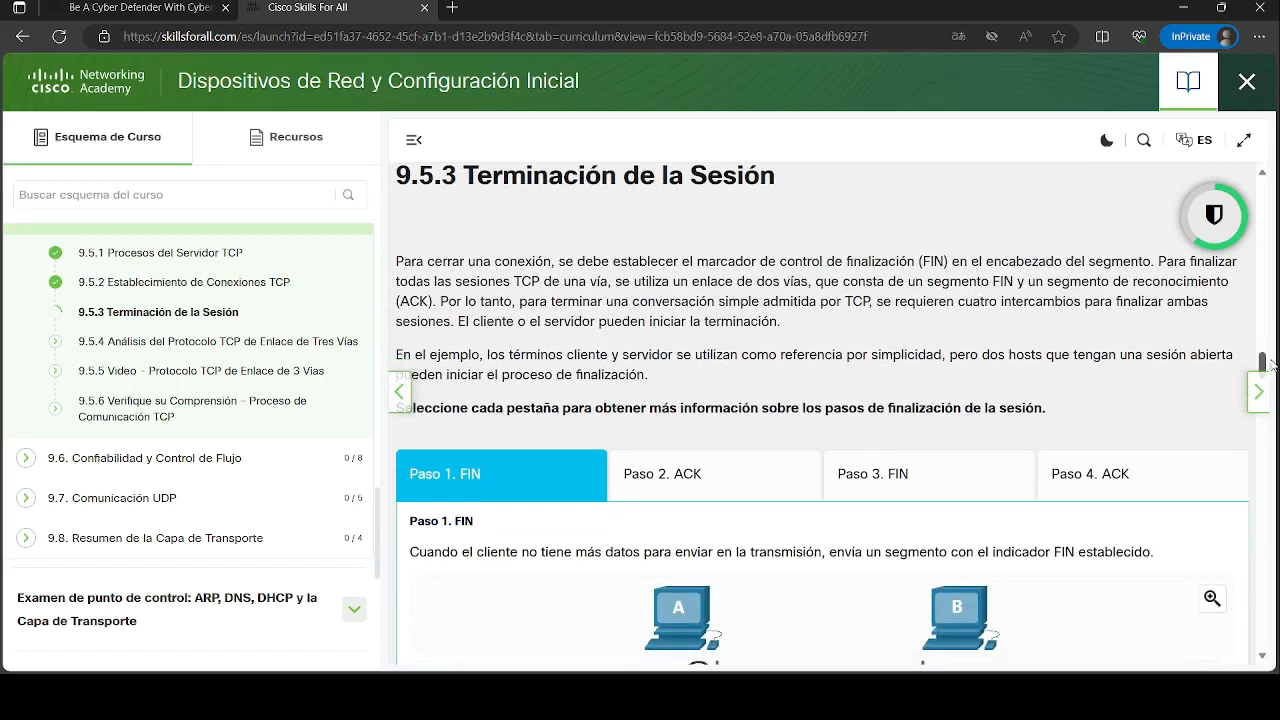 Be A Cyber Defender With Cyber
Cisco Skills For All
https://skillsforall.com/es/launch?id=ed51fa37-4652-45cf-a7b1-d13e2b9d3f4c&tab=curriculum&view=fcb58bd9-5684-52e8-a70a-05a8dfb6927f
InPrivate
CISCO
Networking
Academy
Dispositivos de Red y Configuración Inicial
Esquema de Curso
Recursos
ES
Buscar esquema del curso
9.5.1 Procesos del Servidor TCP
9.5.2 Establecimiento de Conexiones TCP
9.5.3 Terminación de la Sesión
9.5.4 Análisis del Protocolo TCP de Enlace de Tres Vías
9.5.5 Video – Protocolo TCP de Enlace de 3 Vías
9.5.6 Verifique su Comprensión – Proceso de
Comunicación TCP
9.6. Confiabilidad y Control de Flujo 0 / 8
9.7. Comunicación UDP 0 / 5
9.8. Resumen de la Capa de Transporte 0 / 4
Examen de punto de control: ARP, DNS, DHCP y la
Capa de Transporte
9.5.3 Terminación de la Sesión
Para cerrar una conexión, se debe establecer el marcador de control de finalización (FIN) en el encabezado del segmento. Para finalizar
todas las sesiones TCP de una vía, se utiliza un enlace de dos vías, que consta de un segmento FIN y un segmento de reconocimiento
(ACK). Por lo tanto, para terminar una conversación simple admitida por TCP, se requieren cuatro intercambios para finalizar ambas
sesiones. El cliente o el servidor pueden iniciar la terminación.
En el ejemplo, los términos cliente y servidor se utilizan como referencia por simplicidad, pero dos hosts que tengan una sesión abierta
pueden iniciar el proceso de finalización.
Seleccione cada pestaña para obtener más información sobre los pasos de finalización de la sesión.
Paso 1. FIN
Paso 2. ACK
Paso 3. FIN
Paso 4. ACK
Paso 1. FIN
Cuando el cliente no tiene más datos para enviar en la transmisión, envía un segmento con el indicador FIN establecido.
A
B